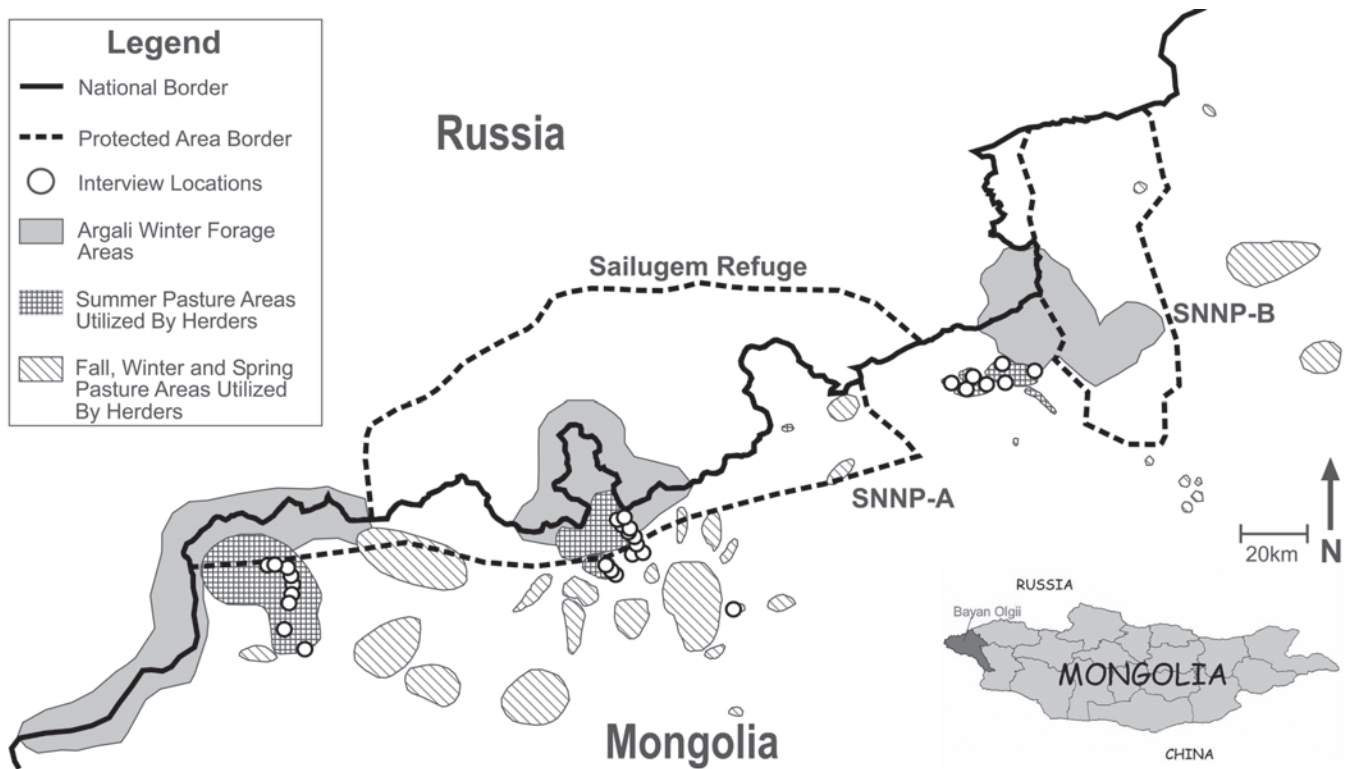 Legend
National Border
Protected Area Border
Interview Locations
Argali Winter Forage
Areas
Summer Pasture Areas
Utilized By Herders
Fall, Winter and Spring
Pasture Areas Utilized
By Herders
Russia
Sailugem Refuge
SNNP-B
SNNP-A
20km
N
Mongolia
RUSSIA
Bayan Olgii
MONGOLIA
CHINA